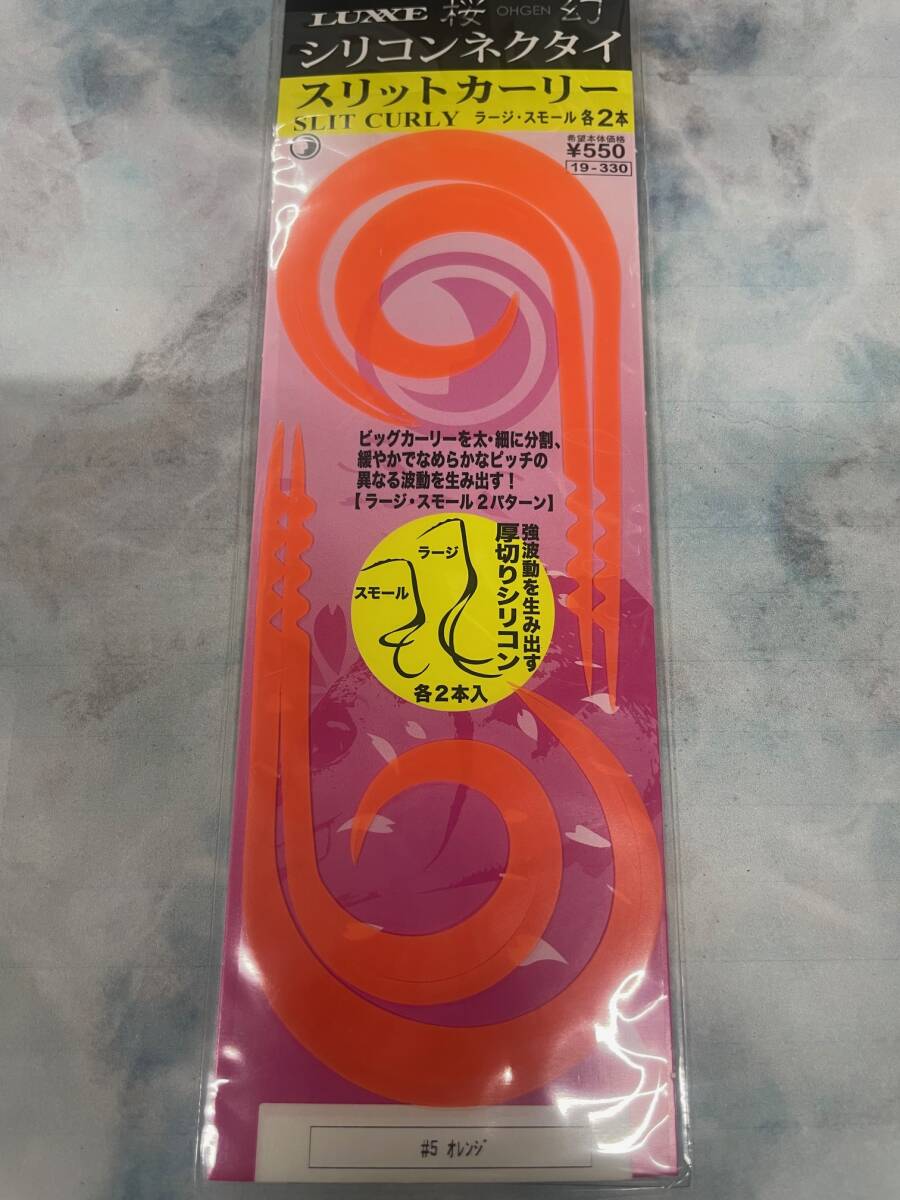 LUXXE 桜 OHGEN 幻
シリコンネクタイ
スリットカーリー
SLIT CURLY ラージ・スモール 各2本
希望本体価格
¥550
19-330
ビッグカーリーを太・細に分割、
緩やかでなめらかなピッチの
異なる波動を生み出す！
【ラージ・スモール2パターン】
強波動を生み出す
厚切りシリコン
ラージ
スモール
各2本入
#5 オレンジ